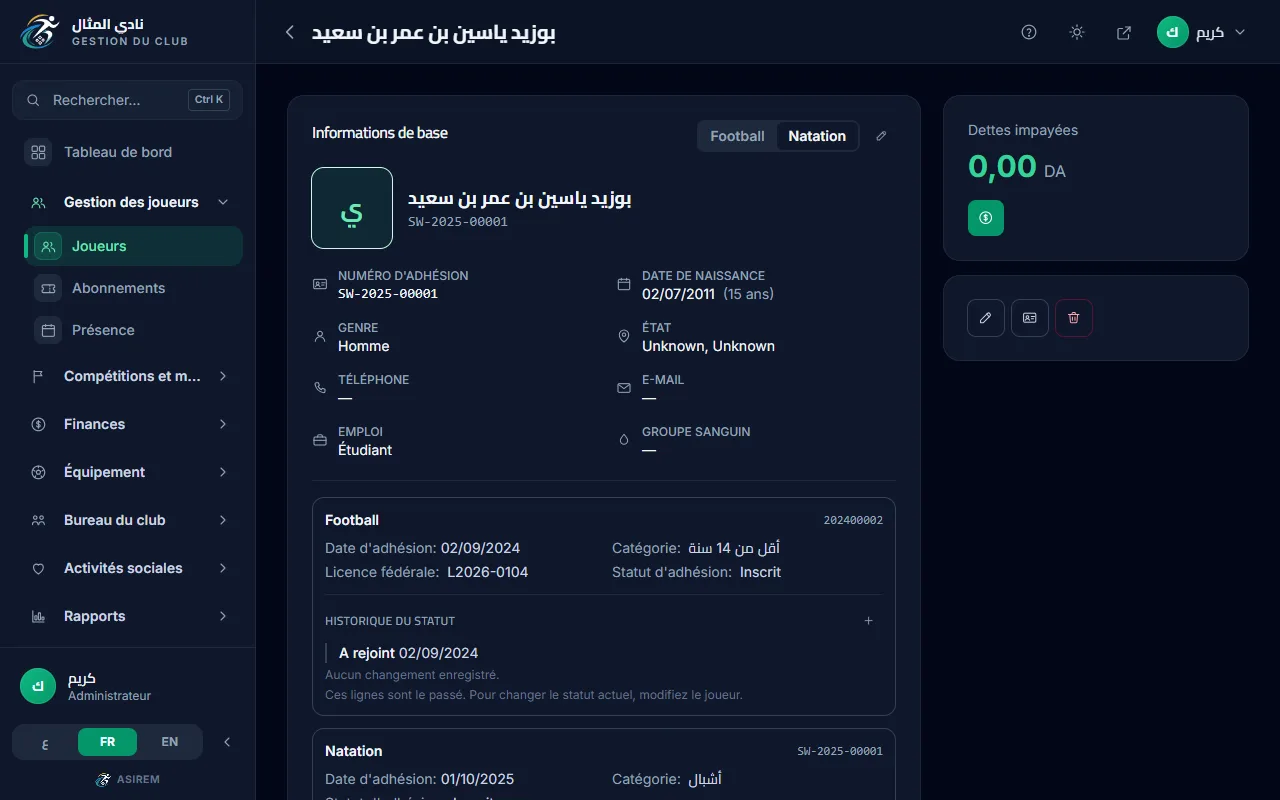 نادي المثال
GESTION DU CLUB
Rechercher...
Ctrl K
Tableau de bord
Gestion des joueurs
Joueurs
Abonnements
Présence
Compétitions et m...
Finances
Équipement
Bureau du club
Activités sociales
Rapports
ك
كريم
Administrateur
ع
FR
EN
ASIREM
بوزيد ياسين بن عمر بن سعيد
ك
كريم
Informations de base
Football
Natation
ي
بوزيد ياسين بن عمر بن سعيد
SW-2025-00001
NUMÉRO D'ADHÉSION
SW-2025-00001
DATE DE NAISSANCE
02/07/2011 (15 ans)
GENRE
Homme
ÉTAT
Unknown, Unknown
TÉLÉPHONE
—
E-MAIL
—
EMPLOI
Étudiant
GROUPE SANGUIN
—
Football
202400002
Date d'adhésion: 02/09/2024
Catégorie: أقل من 14 سنة
Licence fédérale: L2026-0104
Statut d'adhésion: Inscrit
HISTORIQUE DU STATUT
+
A rejoint 02/09/2024
Aucun changement enregistré.
Ces lignes sont le passé. Pour changer le statut actuel, modifiez le joueur.
Natation
SW-2025-00001
Date d'adhésion: 01/10/2025
Catégorie: أشبال
Dettes impayées
0,00 DA